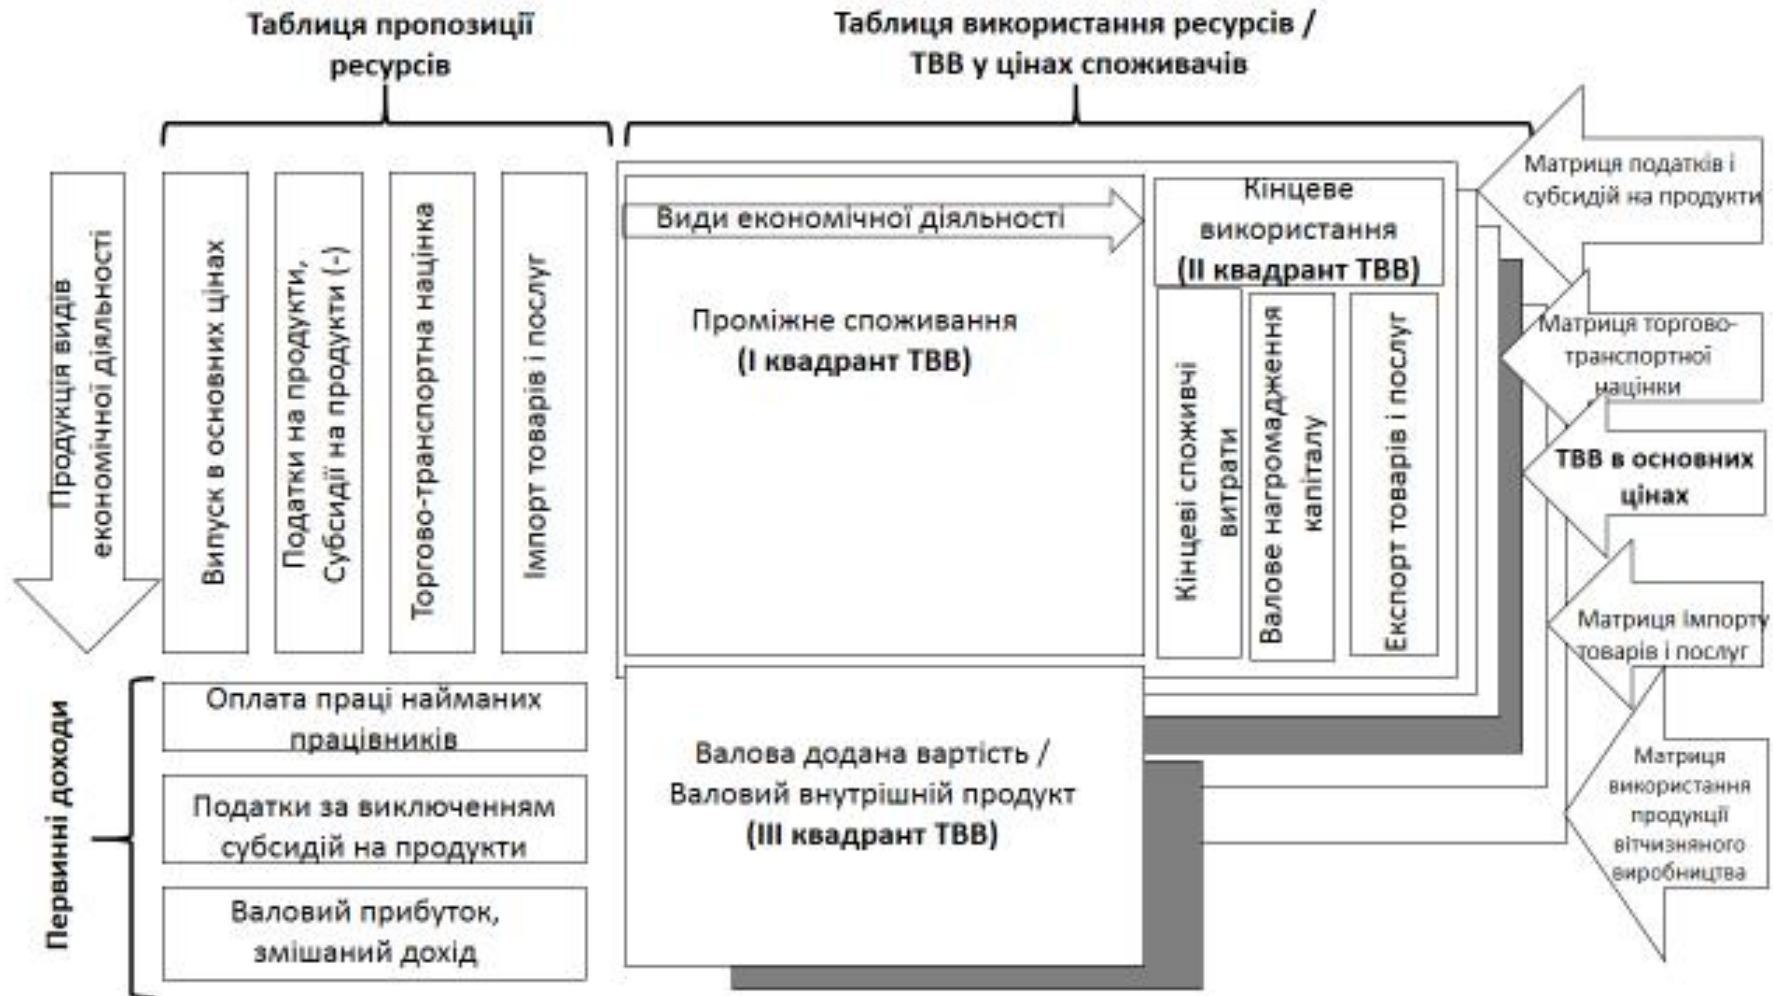 Таблиця пропозиції
ресурсів
Таблиця використання ресурсів /
ТВВ у цінах споживачів
Продукція видів
економічної діяльності
Випуск в основних цінах
Податки на продукти,
Субсидії на продукти (-)
Торгово-транспортна націнка
Імпорт товарів і послуг
Види економічної діяльності
Проміжне споживання
(І квадрант ТВВ)
Кінцеве
використання
(ІІ квадрант ТВВ)
Кінцеві споживчі
витрати
Валове нагромадження
капіталу
Експорт товарів і послуг
Матриця податків і
субсидій на продукти
Матриця торгово-
транспортної
націнки
ТВВ в основних
цінах
Матриця імпорту
товарів і послуг
Матриця
використання
продукції
вітчизняного
виробництва
Первинні доходи
Оплата праці найманих
працівників
Податки за виключенням
субсидій на продукти
Валовий прибуток,
змішаний дохід
Валова додана вартість /
Валовий внутрішній продукт
(ІІІ квадрант ТВВ)